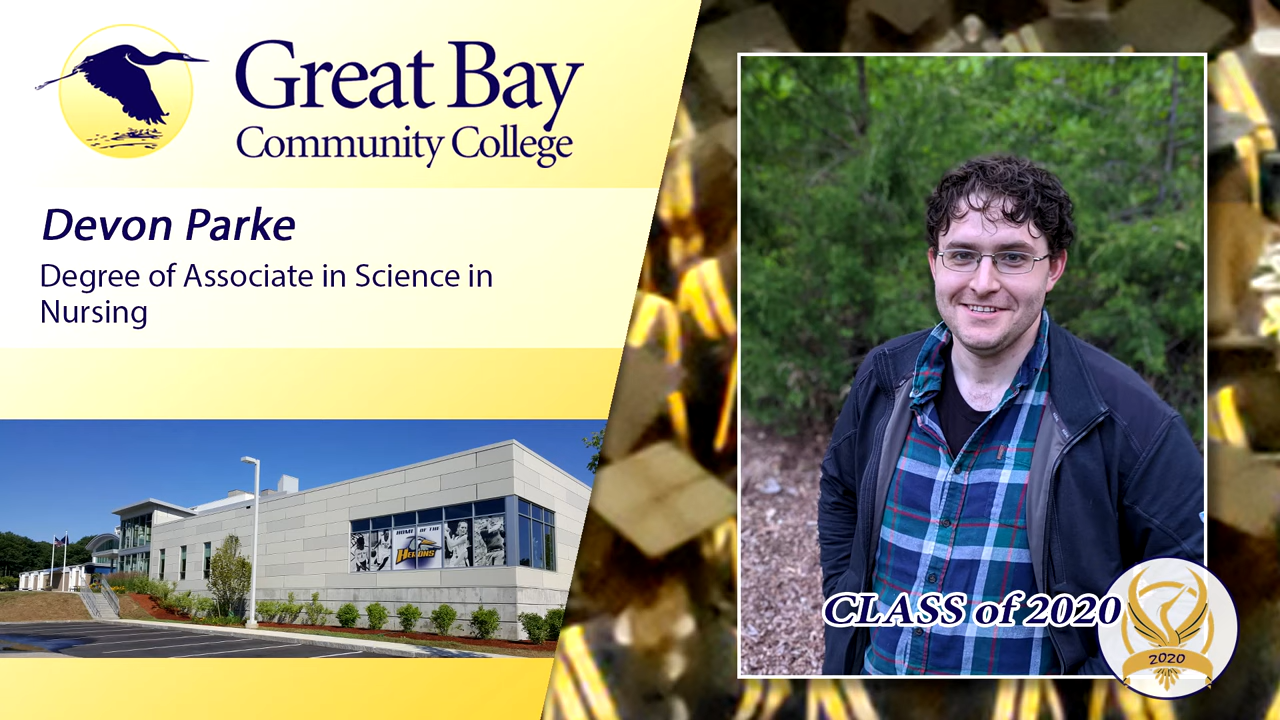 Great Bay
Community College
Devon Parke
Degree of Associate in Science in
Nursing
HOME OF THE
HERONS
CLASS of 2020
2020